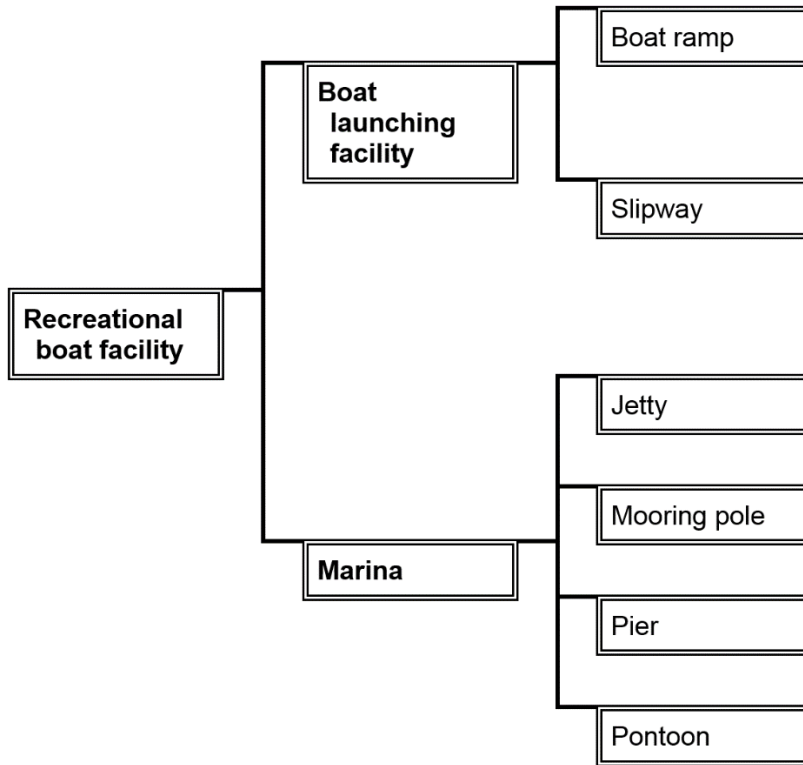 Boat ramp
Boat
launching
facility
Slipway
Recreational
boat facility
Jetty
Mooring pole
Marina
Pier
Pontoon